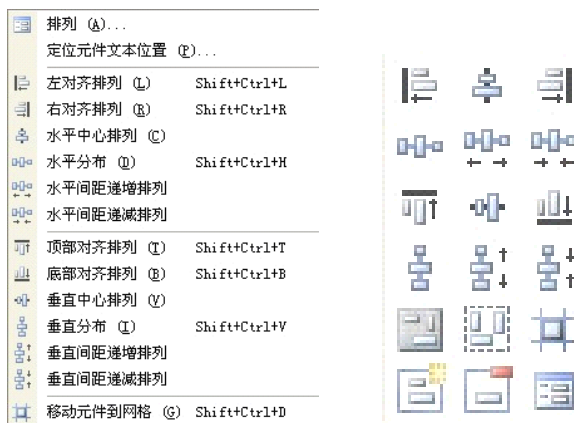 排列 (A)...
定位元件文本位置 (P)...
左对齐排列 (L) Shift+Ctrl+L
右对齐排列 (R) Shift+Ctrl+R
水平中心排列 (C)
水平分布 (D) Shift+Ctrl+H
水平间距递增排列
水平间距递减排列
顶部对齐排列 (T) Shift+Ctrl+T
底部对齐排列 (B) Shift+Ctrl+B
垂直中心排列 (V)
垂直分布 (I) Shift+Ctrl+V
垂直间距递增排列
垂直间距递减排列
移动元件到网格 (G) Shift+Ctrl+D